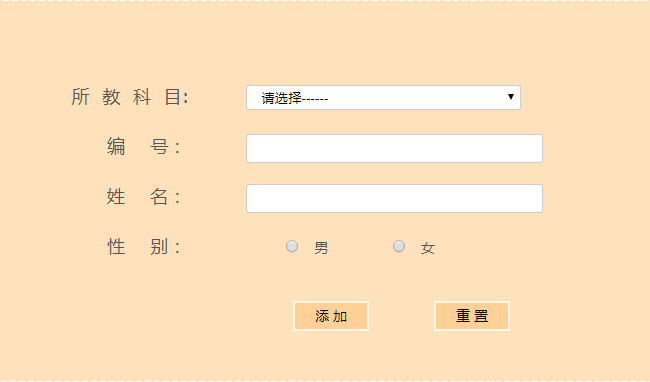 所 教 科 目: 请选择------
编 号：
姓 名：
性 别： 男 女
添加 重置